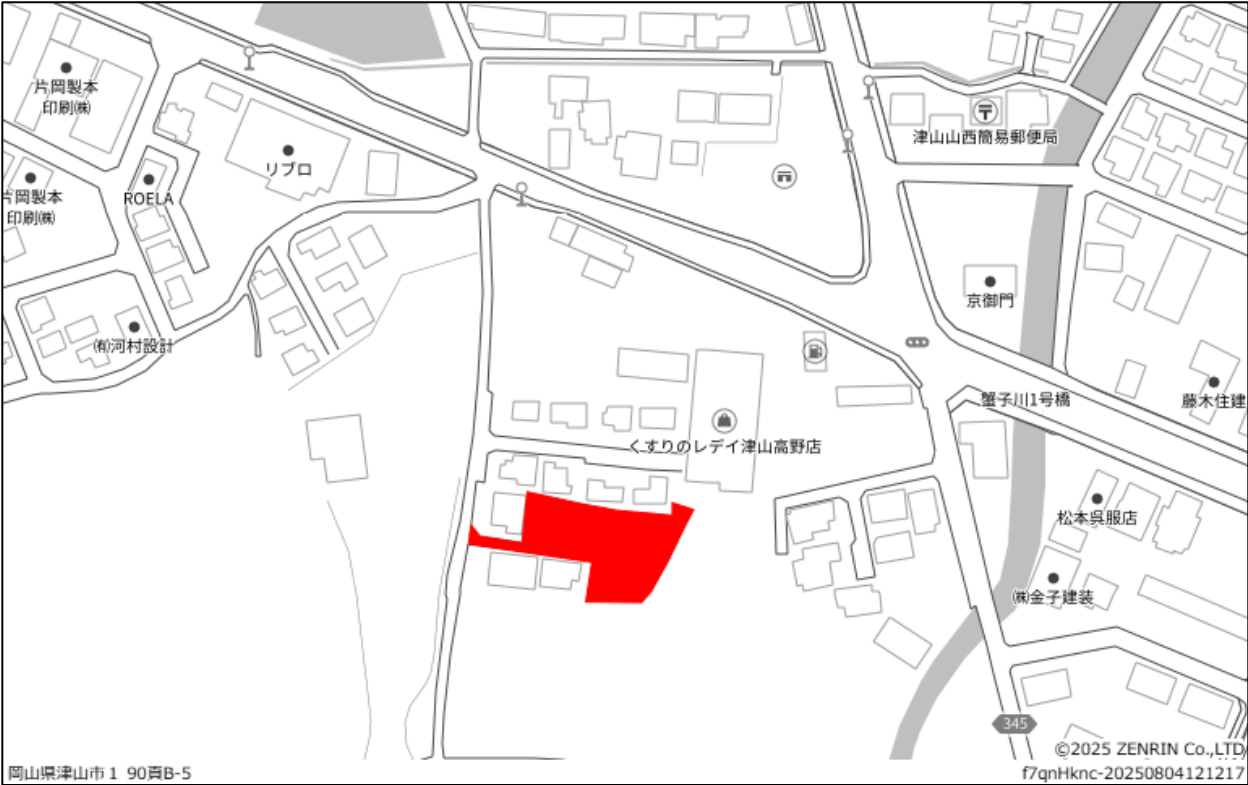 片岡製本
印刷㈱
リブロ
津山山西簡易郵便局
片岡製本
印刷㈱
ROELA
京御門
㈲河村設計
蟹子川1号橋
藤木住建
くすりのレデイ津山高野店
松本呉服店
㈱金子建装
345
©2025 ZENRIN Co.,LTD
岡山県津山市1 90頁B-5
f7qnHknc-20250804121217